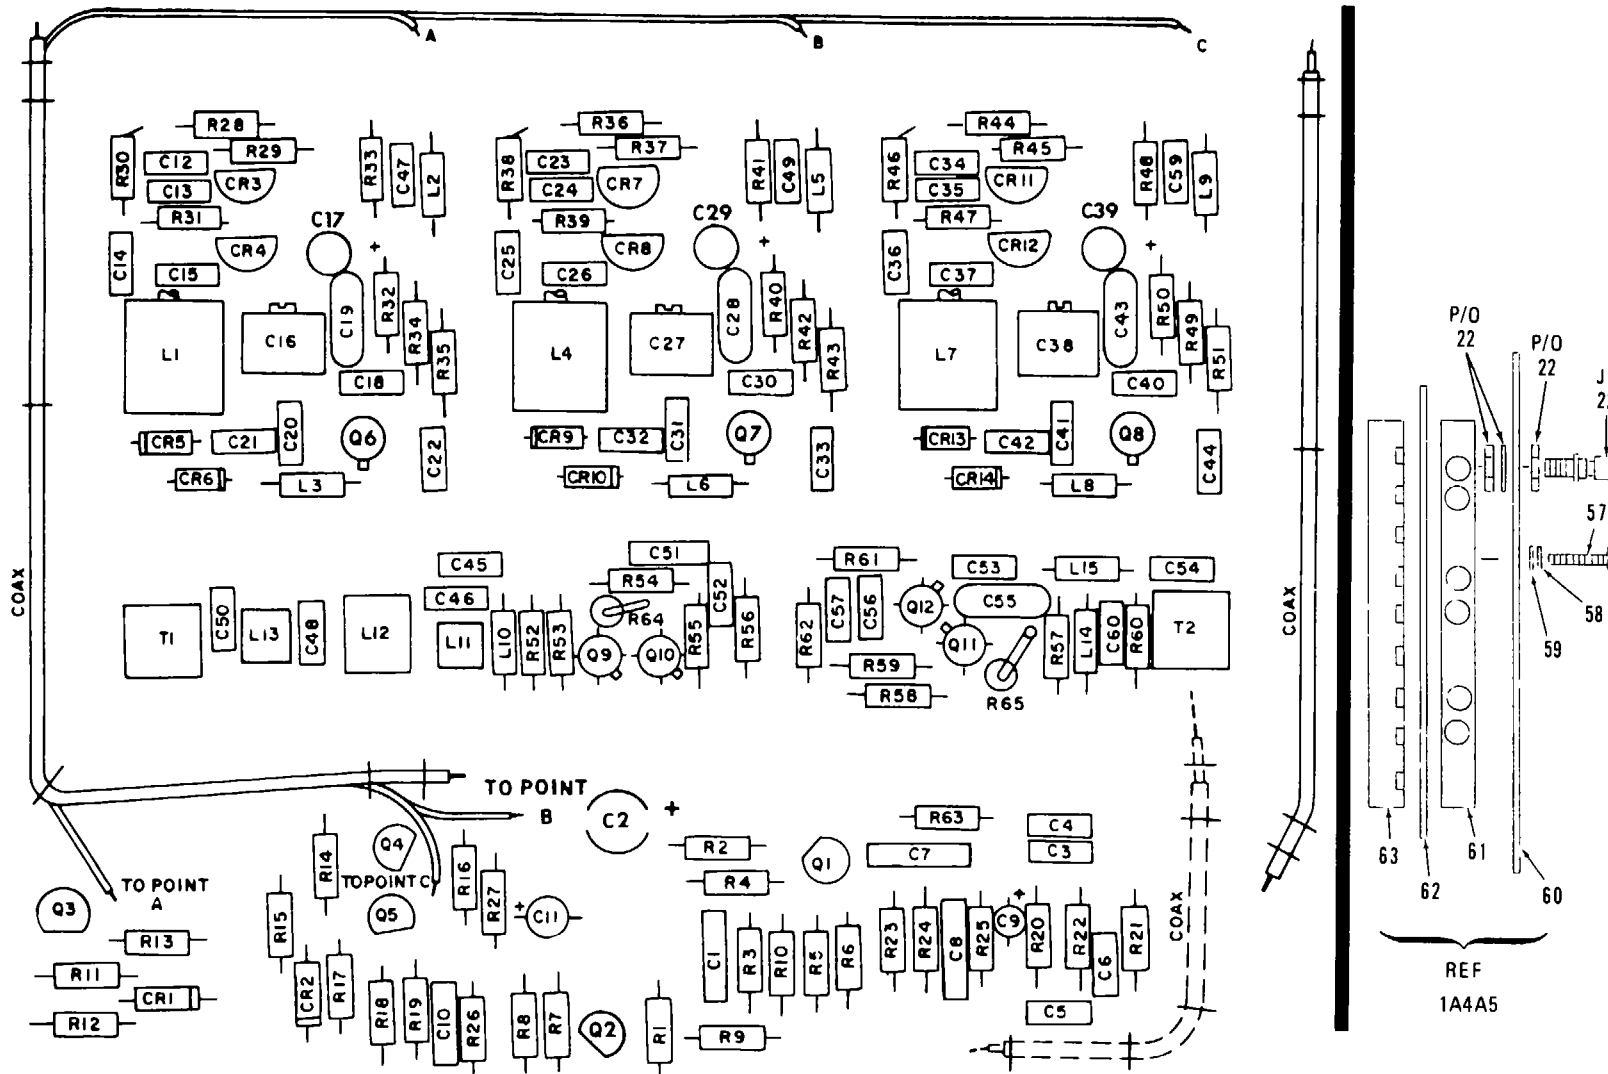 A
B
C
R28
R36
R44
R30
C12
R29
R33
C47
L2
R38
C23
R37
R41
C49
L5
R46
C34
R45
R48
C59
L9
C13
CR3
C24
CR7
C35
CR11
R31
C17
R39
C29
R47
C39
C14
CR4
+
C25
CR8
+
C36
CR12
+
C15
R32
C26
R40
C37
R50
L1
C16
C19
R34
R35
L4
C27
C28
R42
R43
L7
C38
C43
R49
R51
C18
C30
C40
CR5
C21
C20
Q6
C22
CR9
C32
C31
Q7
C33
CR13
C42
C41
Q8
C44
CR6
L3
CR10
L6
CR14
L8
COAX
C45
C51
R61
C53
L15
C54
R54
C46
R64
C52
T1
C50
L13
C48
L12
L11
L10
R52
R53
Q9
Q10
R55
R56
R62
C57
C56
Q12
C55
Q11
R57
L14
C60
R60
T2
R59
R58
R65
COAX
TO POINT
B
C2
+
R63
C4
R14
Q4
R16
R2
Q1
C7
C3
TO POINT
A
TO POINT C
R27
R4
Q3
R15
Q5
+
C11
R23
R24
C8
R25
+
C9
R20
R22
C6
R21
COAX
R13
C1
R3
R10
R5
R6
R11
CR2
R17
CR1
R18
R19
C10
R26
R8
R7
Q2
R1
R9
C5
R12
P/O
22
P/O
22
J
2
57
58
59
63
62
61
60
REF
1A4A5